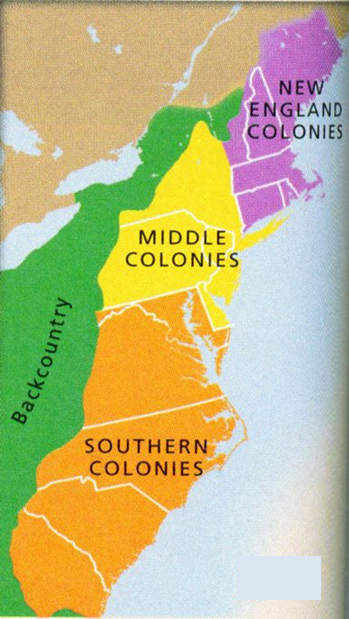 NEW
ENGLAND
COLONIES
MIDDLE
COLONIES
Backcountry
SOUTHERN
COLONIES